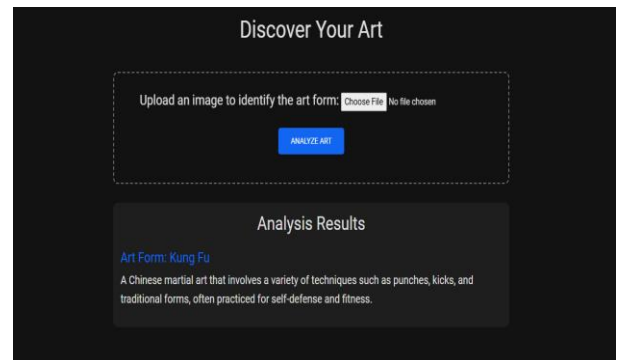 Discover Your Art
Upload an image to identify the art form: Choose File No file chosen
ANALYZE ART
Analysis Results
Art Form: Kung Fu
A Chinese martial art that involves a variety of techniques such as punches, kicks, and
traditional forms, often practiced for self-defense and fitness.